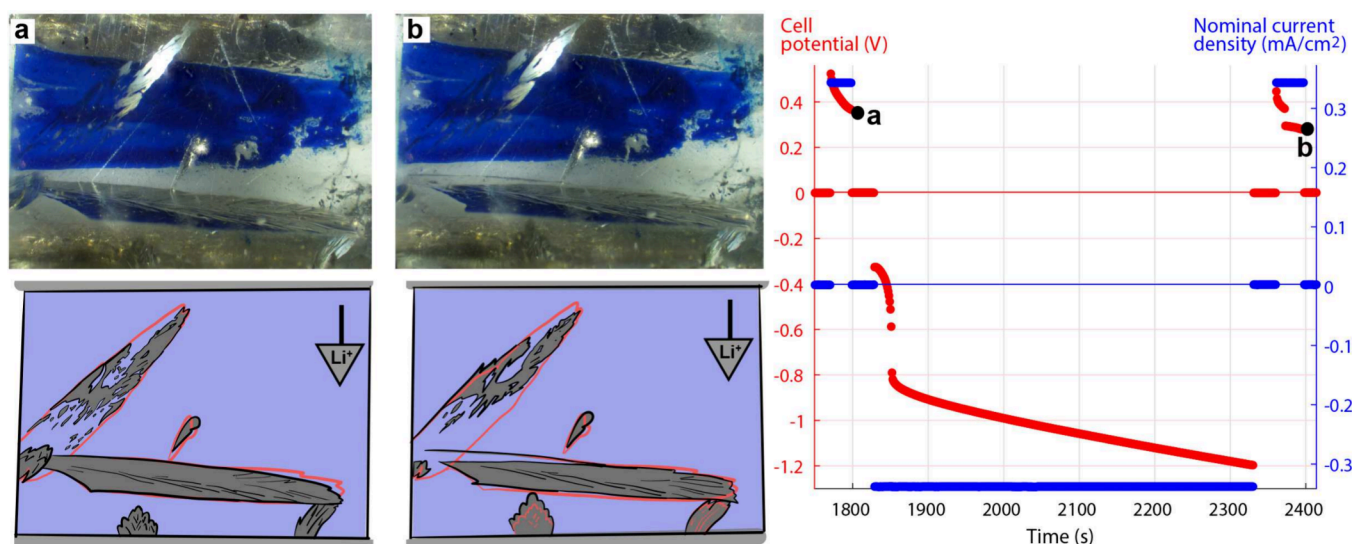 a
b
Li⁺
Li⁺
Cell
potential (V)
Nominal current
density (mA/cm²)
0.4
0.2
0
-0.2
-0.4
-0.6
-0.8
-1
-1.2
a
b
0.3
0.2
0.1
0
-0.1
-0.2
-0.3
1800 1900 2000 2100 2200 2300 2400
Time (s)